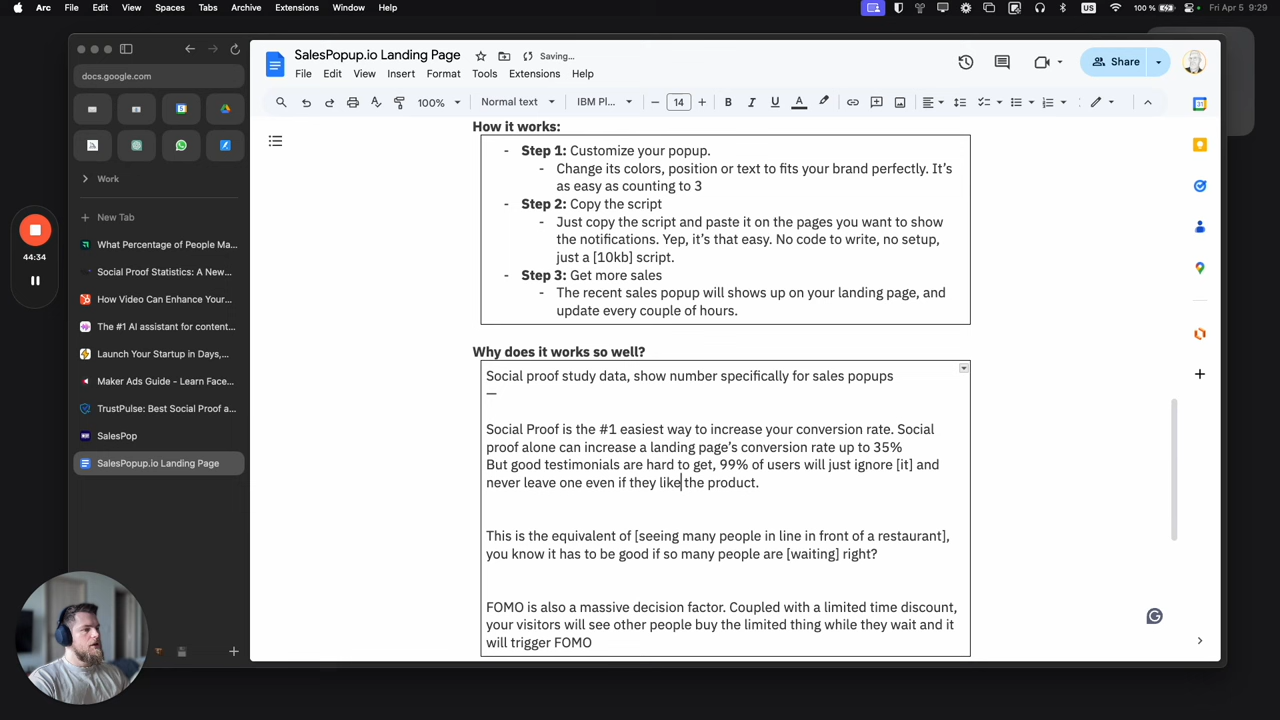 Arc File Edit View Spaces Tabs Archive Extensions Window Help
US 100 % Fri Apr 5 9:29
docs.google.com
Work
New Tab
What Percentage of People Ma...
Social Proof Statistics: A New...
How Video Can Enhance Your...
The #1 AI assistant for content...
Launch Your Startup in Days,...
Maker Ads Guide - Learn Face...
TrustPulse: Best Social Proof a...
SalesPop
SalesPopup.io Landing Page
44:34
SalesPopup.io Landing Page
Saving...
File Edit View Insert Format Tools Extensions Help
Share
100% Normal text IBM Pl... 14 B I U A
How it works:
- Step 1: Customize your popup.
- Change its colors, position or text to fits your brand perfectly. It’s
as easy as counting to 3
- Step 2: Copy the script
- Just copy the script and paste it on the pages you want to show
the notifications. Yep, it’s that easy. No code to write, no setup,
just a [10kb] script.
- Step 3: Get more sales
- The recent sales popup will shows up on your landing page, and
update every couple of hours.
Why does it works so well?
Social proof study data, show number specifically for sales popups
—
Social Proof is the #1 easiest way to increase your conversion rate. Social
proof alone can increase a landing page’s conversion rate up to 35%
But good testimonials are hard to get, 99% of users will just ignore [it] and
never leave one even if they like the product.
This is the equivalent of [seeing many people in line in front of a restaurant],
you know it has to be good if so many people are [waiting] right?
FOMO is also a massive decision factor. Coupled with a limited time discount,
your visitors will see other people buy the limited thing while they wait and it
will trigger FOMO